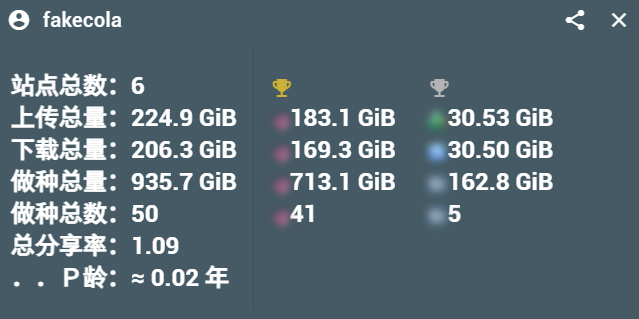 fakecola
站点总数：6
上传总量：224.9 GiB 183.1 GiB 30.53 GiB
下载总量：206.3 GiB 169.3 GiB 30.50 GiB
做种总量：935.7 GiB 713.1 GiB 162.8 GiB
做种总数：50 41 5
总分享率：1.09
．．Ｐ龄：≈ 0.02 年